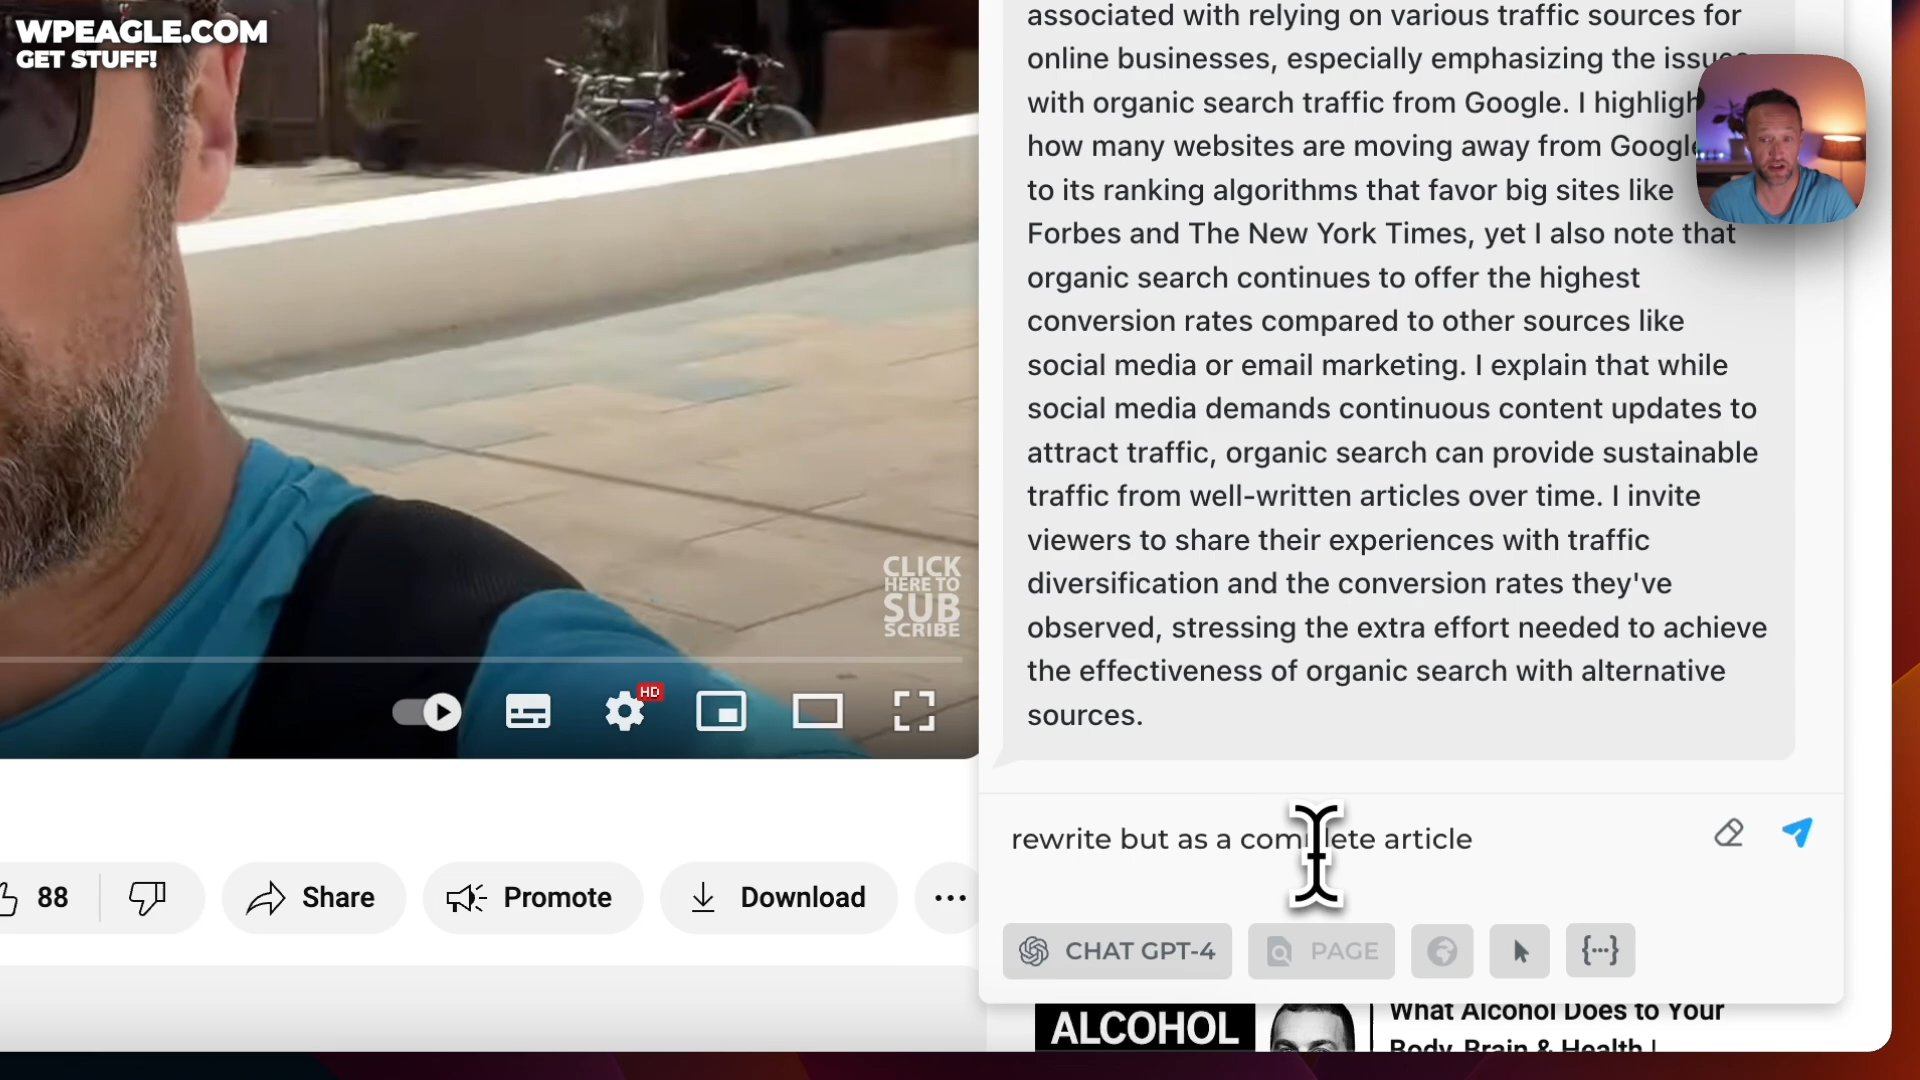 WPEAGLE.COM
GET STUFF!
associated with relying on various traffic sources for
online businesses, especially emphasizing the issues
with organic search traffic from Google. I highligh
how many websites are moving away from Google
to its ranking algorithms that favor big sites like
Forbes and The New York Times, yet I also note that
organic search continues to offer the highest
conversion rates compared to other sources like
social media or email marketing. I explain that while
social media demands continuous content updates to
attract traffic, organic search can provide sustainable
traffic from well-written articles over time. I invite
viewers to share their experiences with traffic
diversification and the conversion rates they've
observed, stressing the extra effort needed to achieve
the effectiveness of organic search with alternative
sources.
CLICK
HERE TO
SUB
SCRIBE
HD
rewrite but as a complete article
88
Share
Promote
Download
CHAT GPT-4
PAGE
ALCOHOL
What Alcohol Does to Your
Body, Brain & Health |